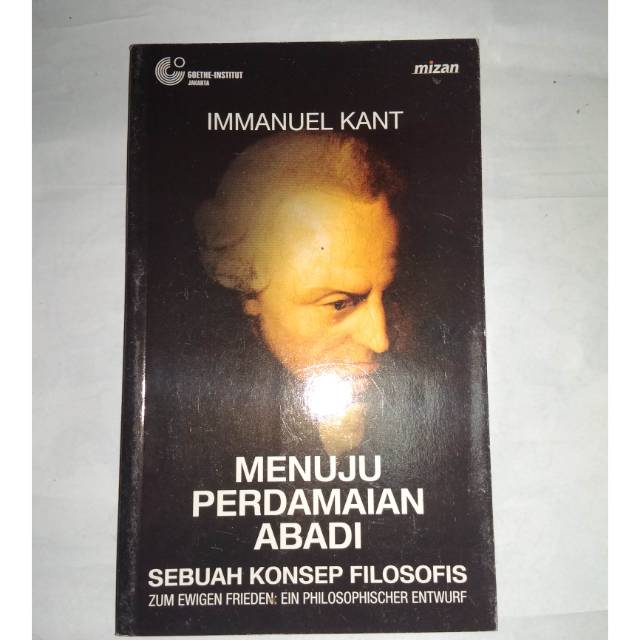 GOETHE-INSTITUT
JAKARTA
mizan
IMMANUEL KANT
MENUJU
PERDAMAIAN
ABADI
SEBUAH KONSEP FILOSOFIS
ZUM EWIGEN FRIEDEN: EIN PHILOSOPHISCHER ENTWURF